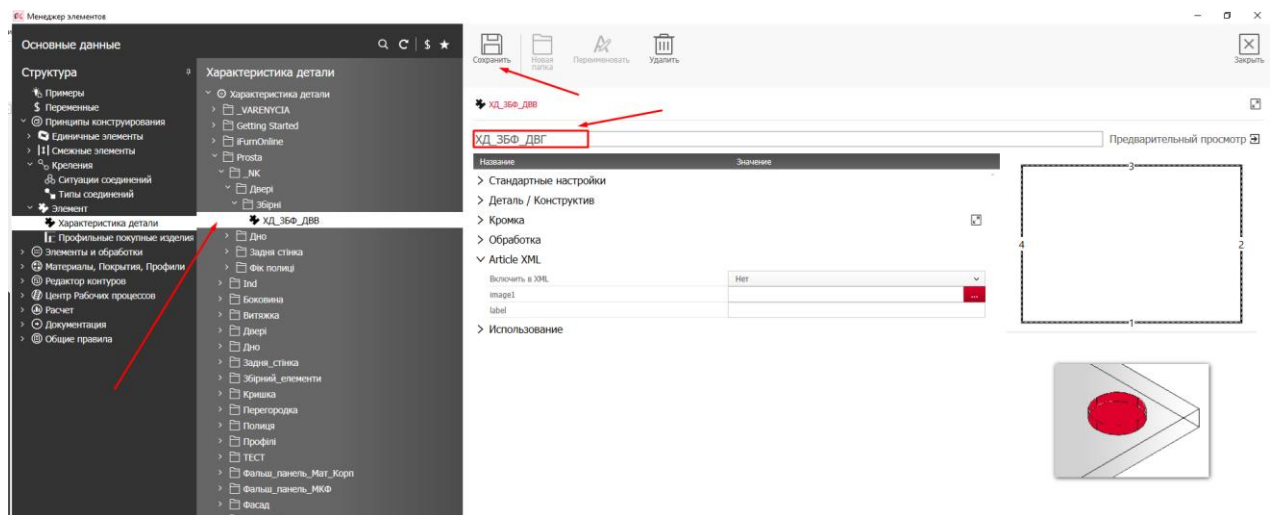 Менеджер элементов
Основные данные
$
Структура
Примеры
$ Переменные
Принципы конструирования
Единичные элементы
Смежные элементы
Креления
Ситуации соединений
Типы соединений
Элемент
Характеристика детали
Профильные покупные изделия
Элементы и обработки
Материалы, Покрытия, Профили
Редактор контуров
Центр Рабочих процессов
Расчет
Документация
Общие правила
Характеристика детали
Характеристика детали
_VARENYCIA
Getting Started
iFurnOnline
Prosta
_NK
Двері
Збірні
ХД_ЗБФ_ДВВ
Дно
Задня стінка
Фік полиці
Ind
Боковина
Витяжка
Двері
Дно
Задня_стінка
Збірний_елементи
Кришка
Перегородка
Полиця
Профілі
ТЕСТ
Фальш_панель_Мат_Корп
Фальш_панель_МКФ
Фасад
Сохранить
Новая папка
Переименовать
Удалить
Закрыть
ХД_ЗБФ_ДВВ
ХД_ЗБФ_ДВГ
Предварительный просмотр
Название Значение
Стандартные настройки
Деталь / Конструктив
Кромка
Обработка
Article XML
Включить в XML Нет
image1 ...
label
Использование
3
4 2
1